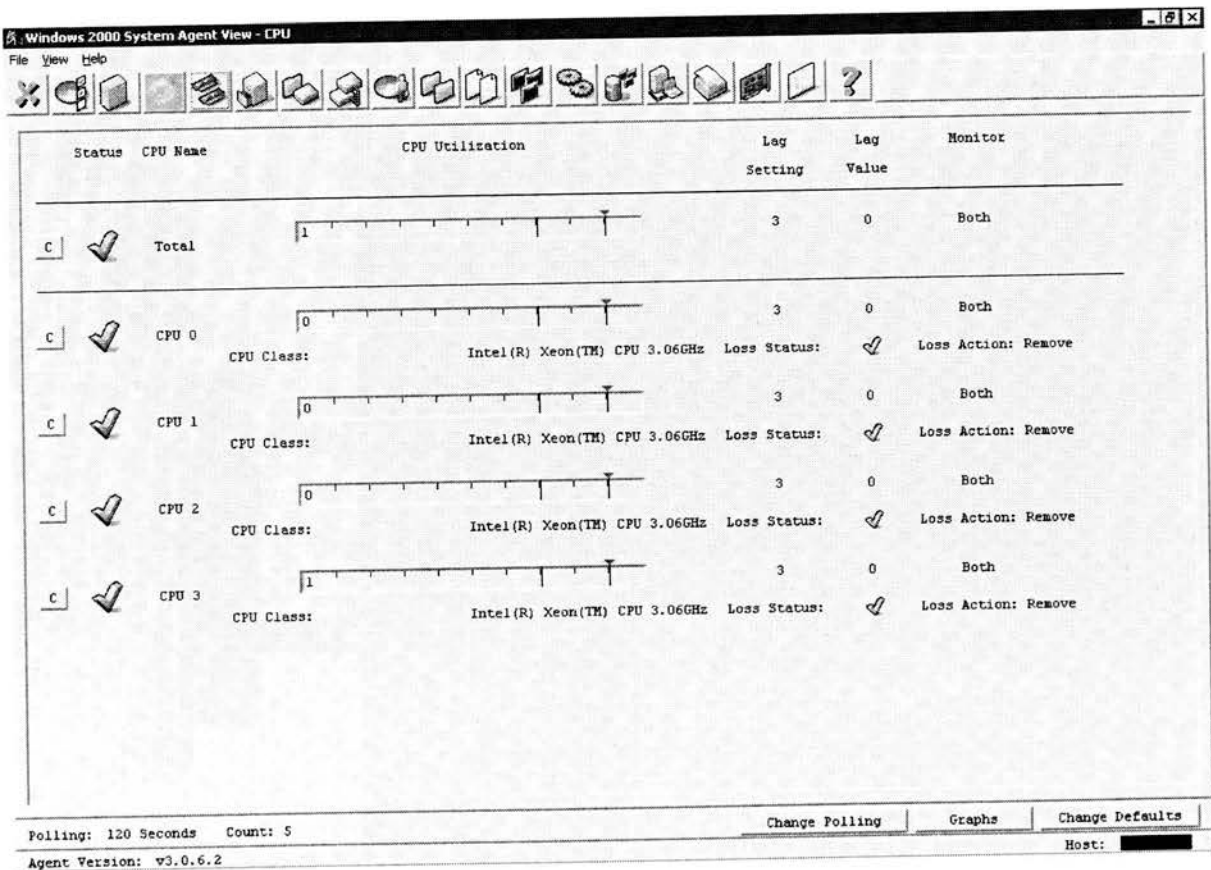 Windows 2000 System Agent View - CPU
File View Help
Status CPU Name CPU Utilization Lag Setting Lag Value Monitor
C Total 1 3 0 Both
C CPU 0 0 3 0 Both
CPU Class: Intel(R) Xeon(TM) CPU 3.06GHz Loss Status: Loss Action: Remove
C CPU 1 0 3 0 Both
CPU Class: Intel(R) Xeon(TM) CPU 3.06GHz Loss Status: Loss Action: Remove
C CPU 2 0 3 0 Both
CPU Class: Intel(R) Xeon(TM) CPU 3.06GHz Loss Status: Loss Action: Remove
C CPU 3 1 3 0 Both
CPU Class: Intel(R) Xeon(TM) CPU 3.06GHz Loss Status: Loss Action: Remove
Polling: 120 Seconds Count: 5 Change Polling Graphs Change Defaults
Agent Version: v3.0.6.2 Host: